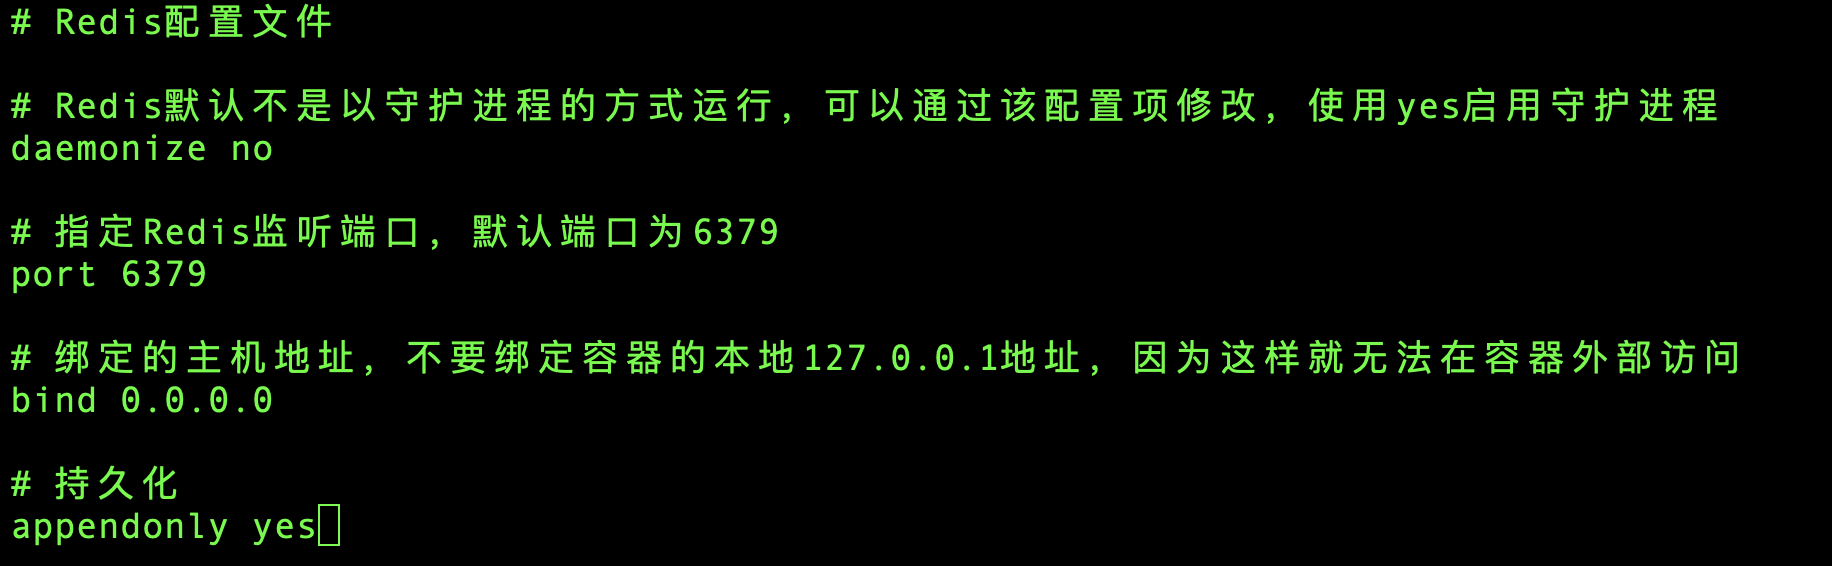 # Redis配置文件
# Redis默认不是以守护进程的方式运行，可以通过该配置项修改，使用yes启用守护进程
daemonize no
# 指定Redis监听端口，默认端口为6379
port 6379
# 绑定的主机地址，不要绑定容器的本地127.0.0.1地址，因为这样就无法在容器外部访问
bind 0.0.0.0
# 持久化
appendonly yes